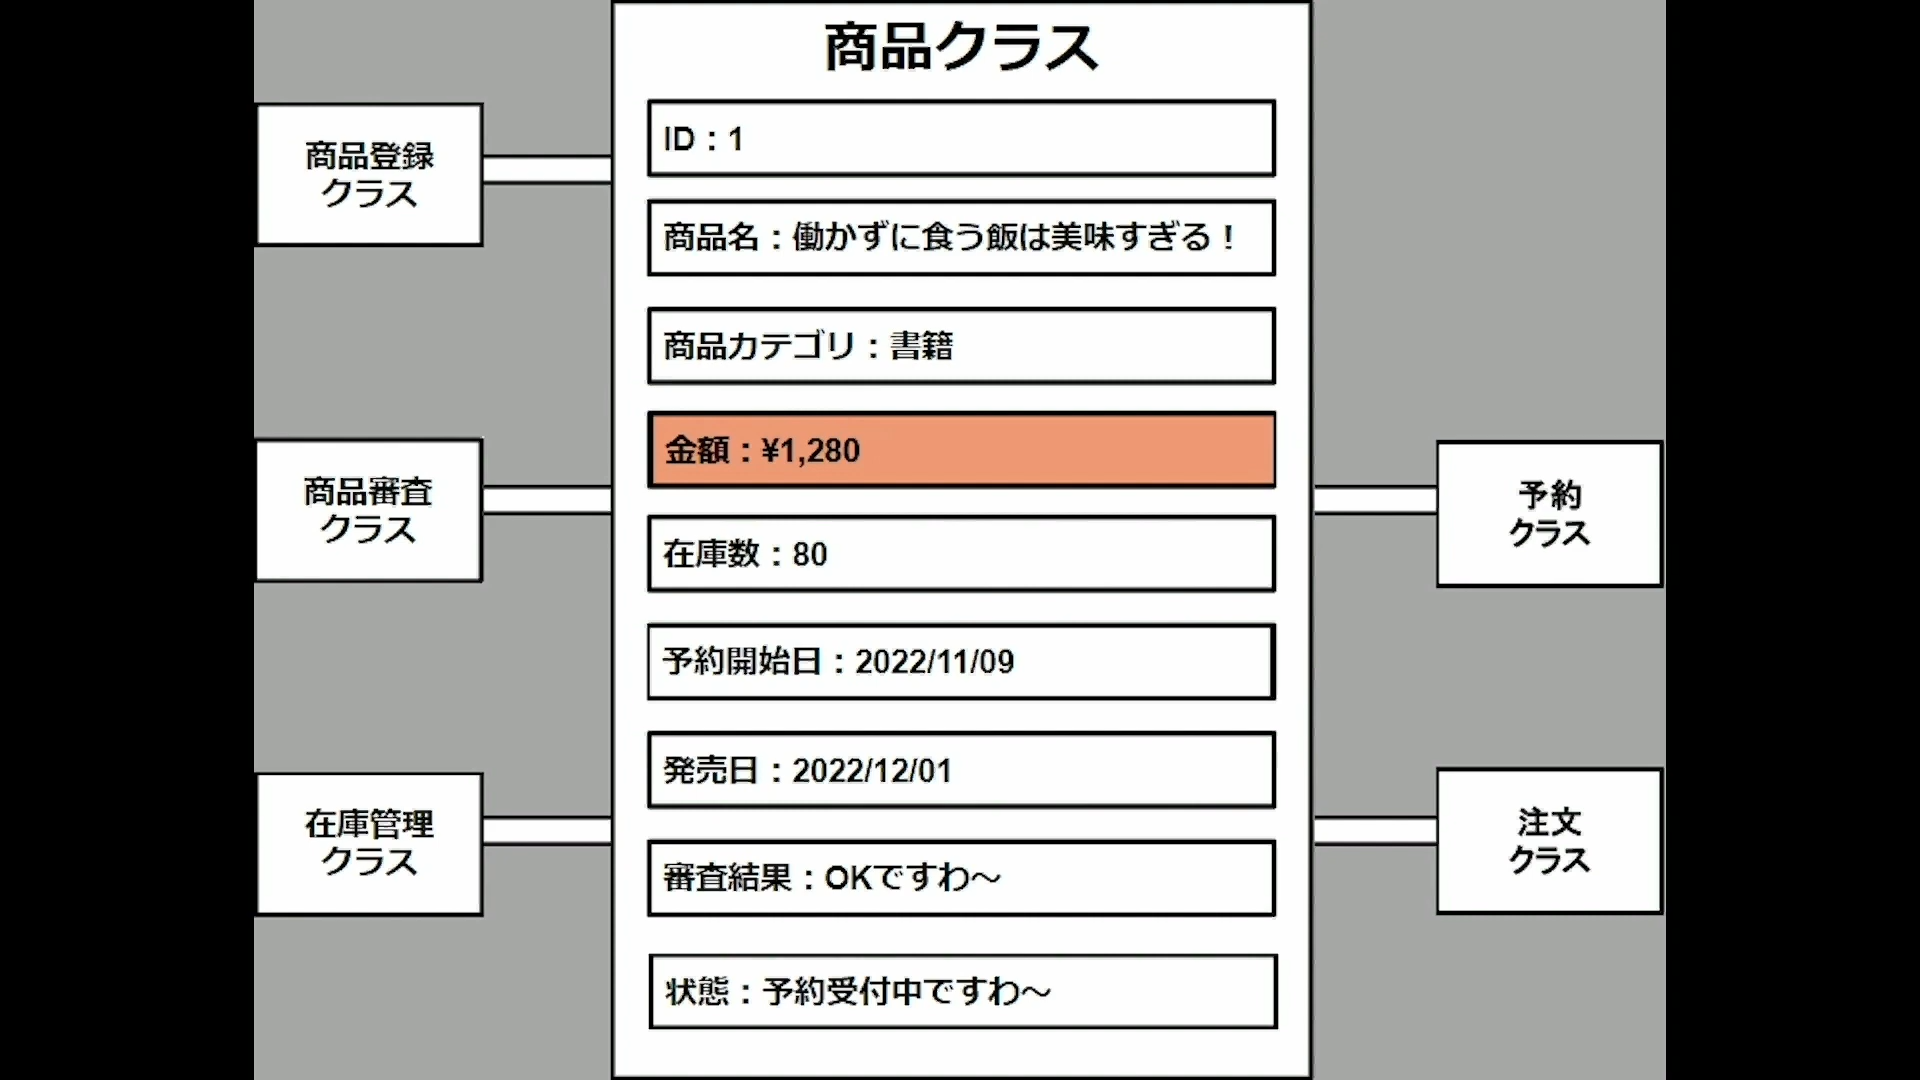 商品クラス
ID：1
商品名：働かずに食う飯は美味すぎる！
商品カテゴリ：書籍
金額：¥1,280
在庫数：80
予約開始日：2022/11/09
発売日：2022/12/01
審査結果：OKですわ～
状態：予約受付中ですわ～
商品登録
クラス
商品審査
クラス
在庫管理
クラス
予約
クラス
注文
クラス